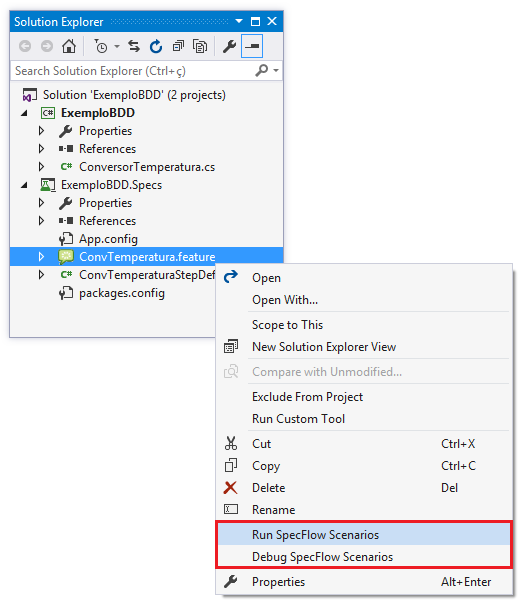 Solution Explorer
Search Solution Explorer (Ctrl+ç)
Solution 'ExemploBDD' (2 projects)
C# ExemploBDD
Properties
References
C# ConversorTemperatura.cs
ExemploBDD.Specs
Properties
References
App.config
ConvTemperatura.feature
C# ConvTemperaturaStepDef
packages.config
Open
Open With...
Scope to This
New Solution Explorer View
Compare with Unmodified...
Exclude From Project
Run Custom Tool
Cut Ctrl+X
Copy Ctrl+C
Delete Del
Rename
Run SpecFlow Scenarios
Debug SpecFlow Scenarios
Properties Alt+Enter